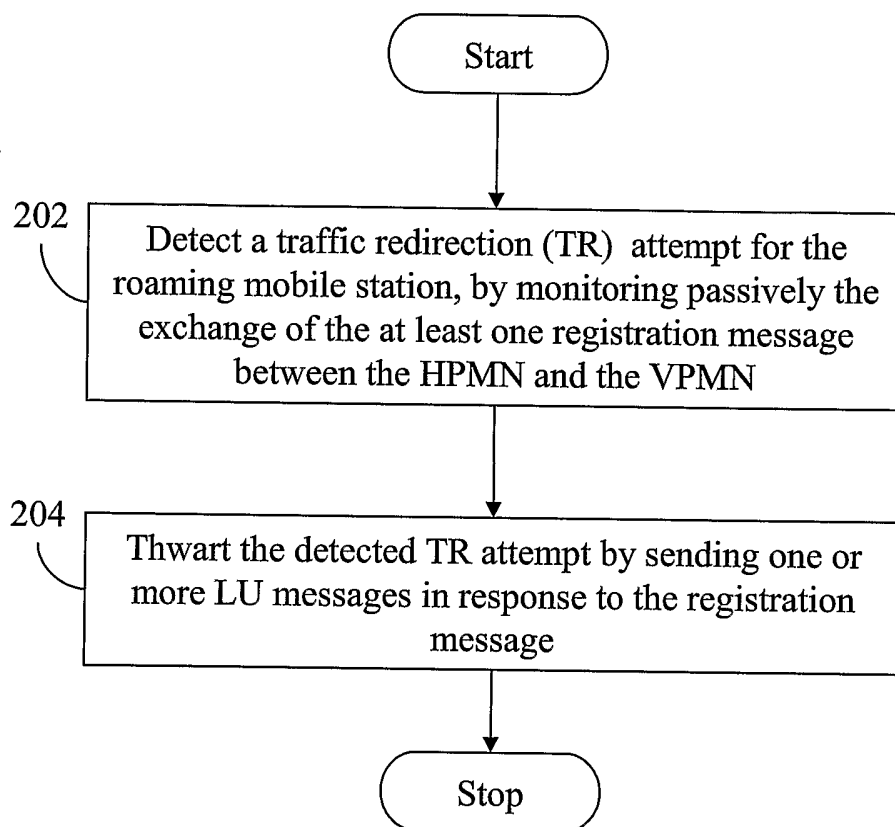 Start
202
Detect a traffic redirection (TR) attempt for the
roaming mobile station, by monitoring passively the
exchange of the at least one registration message
between the HPMN and the VPMN
204
Thwart the detected TR attempt by sending one or
more LU messages in response to the registration
message
Stop